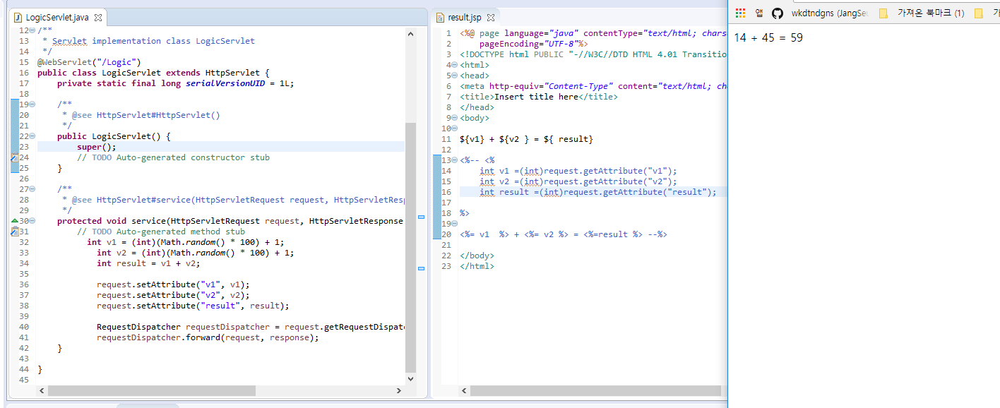 LogicServlet.java
12 /**
13 * Servlet implementation class LogicServlet
14 */
15 @WebServlet("/Logic")
16 public class LogicServlet extends HttpServlet {
17 private static final long serialVersionUID = 1L;
18
19 /**
20 * @see HttpServlet#HttpServlet()
21 */
22 public LogicServlet() {
23 super();
24 // TODO Auto-generated constructor stub
25 }
26
27 /**
28 * @see HttpServlet#service(HttpServletRequest request, HttpServletResp
29 */
30 protected void service(HttpServletRequest request, HttpServletResponse
31 // TODO Auto-generated method stub
32 int v1 = (int)(Math.random() * 100) + 1;
33 int v2 = (int)(Math.random() * 100) + 1;
34 int result = v1 + v2;
35
36 request.setAttribute("v1", v1);
37 request.setAttribute("v2", v2);
38 request.setAttribute("result", result);
39
40 RequestDispatcher requestDispatcher = request.getRequestDispat
41 requestDispatcher.forward(request, response);
42 }
43
44 }
45
result.jsp
1 <%@ page language="java" contentType="text/html; chars
2 pageEncoding="UTF-8"%>
3 <!DOCTYPE html PUBLIC "-//W3C//DTD HTML 4.01 Transitio
4 <html>
5 <head>
6 <meta http-equiv="Content-Type" content="text/html; ch
7 <title>Insert title here</title>
8 </head>
9 <body>
10
11 ${v1} + ${v2 } = ${ result}
12
13 <%-- <%
14 int v1 =(int)request.getAttribute("v1");
15 int v2 =(int)request.getAttribute("v2");
16 int result =(int)request.getAttribute("result");
17
18 %>
19
20 <%= v1  %> + <%= v2 %> = <%=result %> --%>
21
22 </body>
23 </html>
앱 wkdtndgns (JangSeu 가져온 북마크 (1)
14 + 45 = 59